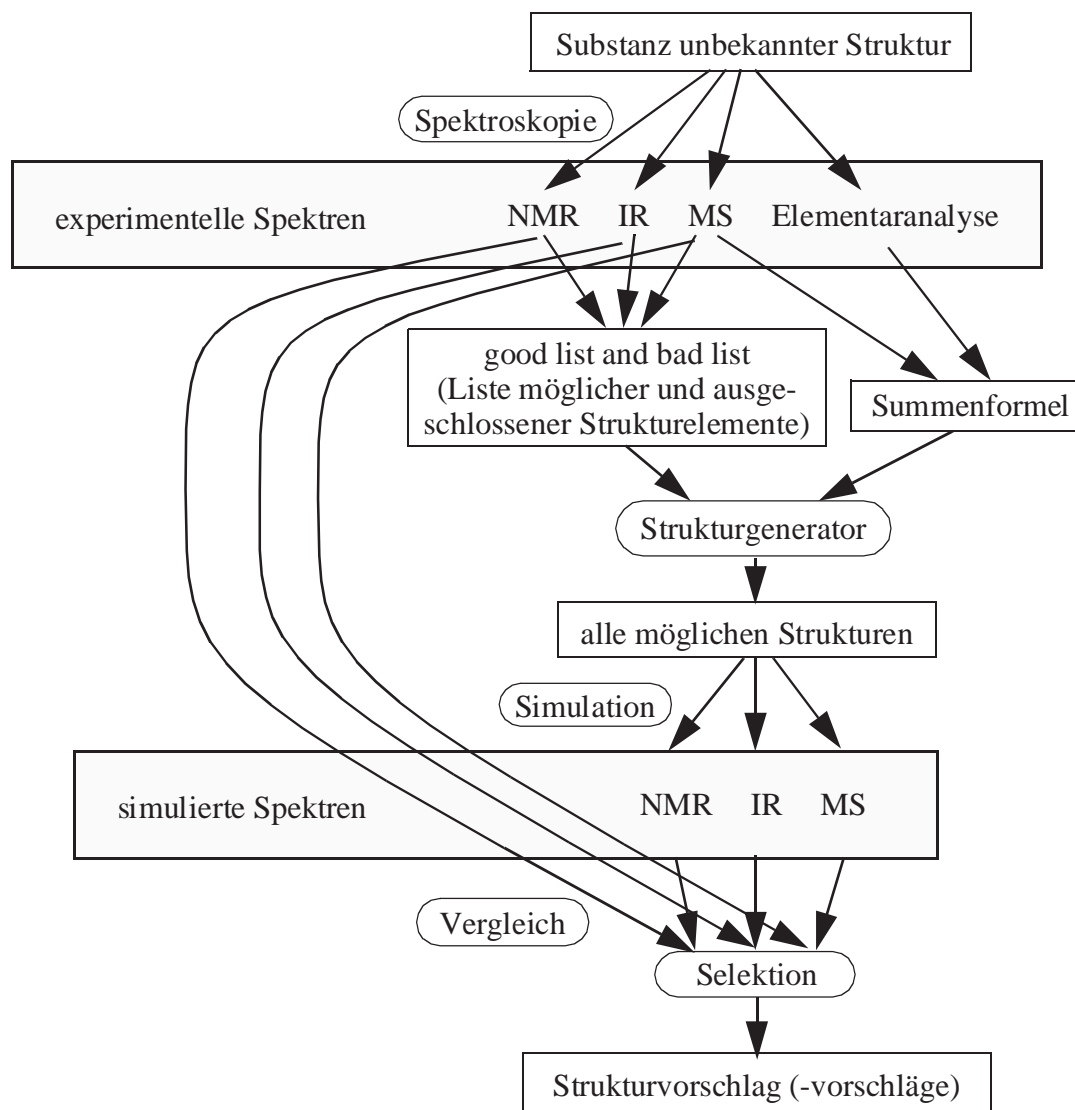 Substanz unbekannter Struktur
Spektroskopie
experimentelle Spektren NMR IR MS Elementaranalyse
good list and bad list
(Liste möglicher und ausge-
schlossener Strukturelemente)
Summenformel
Strukturgenerator
alle möglichen Strukturen
Simulation
simulierte Spektren NMR IR MS
Vergleich
Selektion
Strukturvorschlag (-vorschläge)